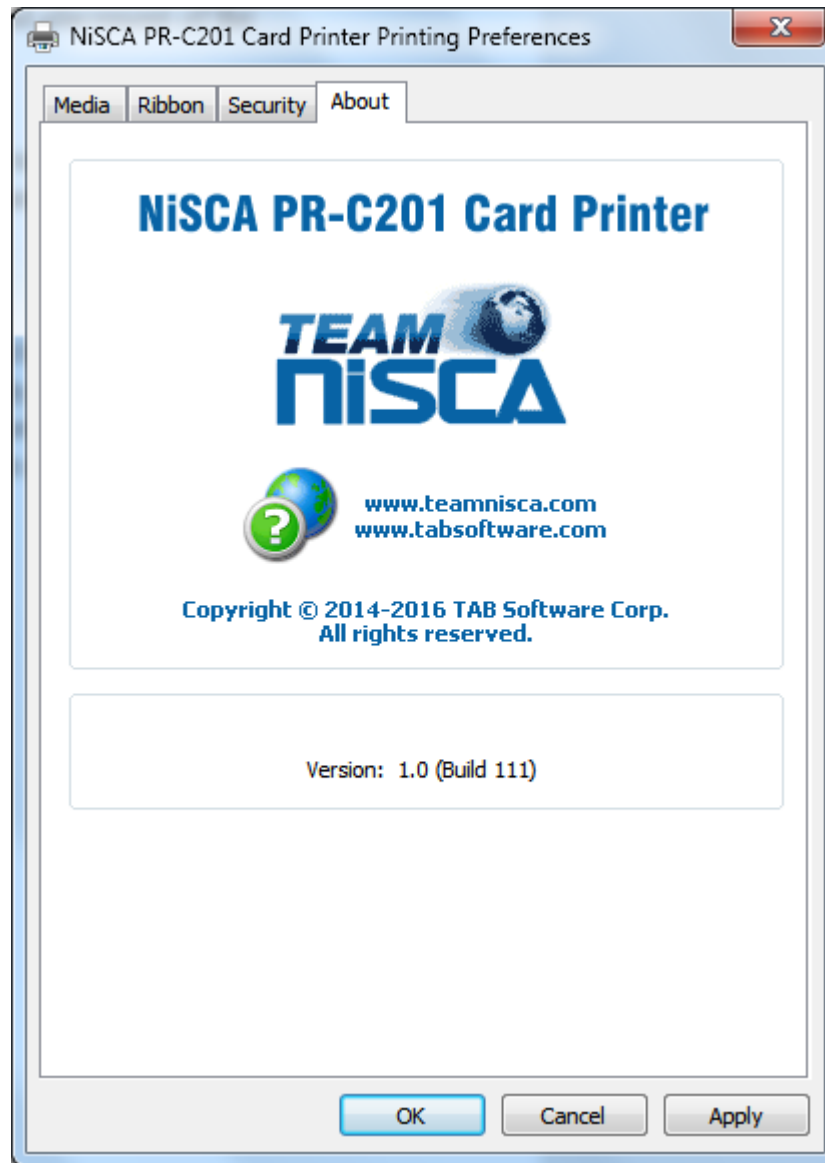 NiSCA PR-C201 Card Printer Printing Preferences
Media Ribbon Security About
NiSCA PR-C201 Card Printer
TEAM
NiSCA
www.teamnisca.com
www.tabsoftware.com
Copyright © 2014-2016 TAB Software Corp.
All rights reserved.
Version: 1.0 (Build 111)
OK Cancel Apply